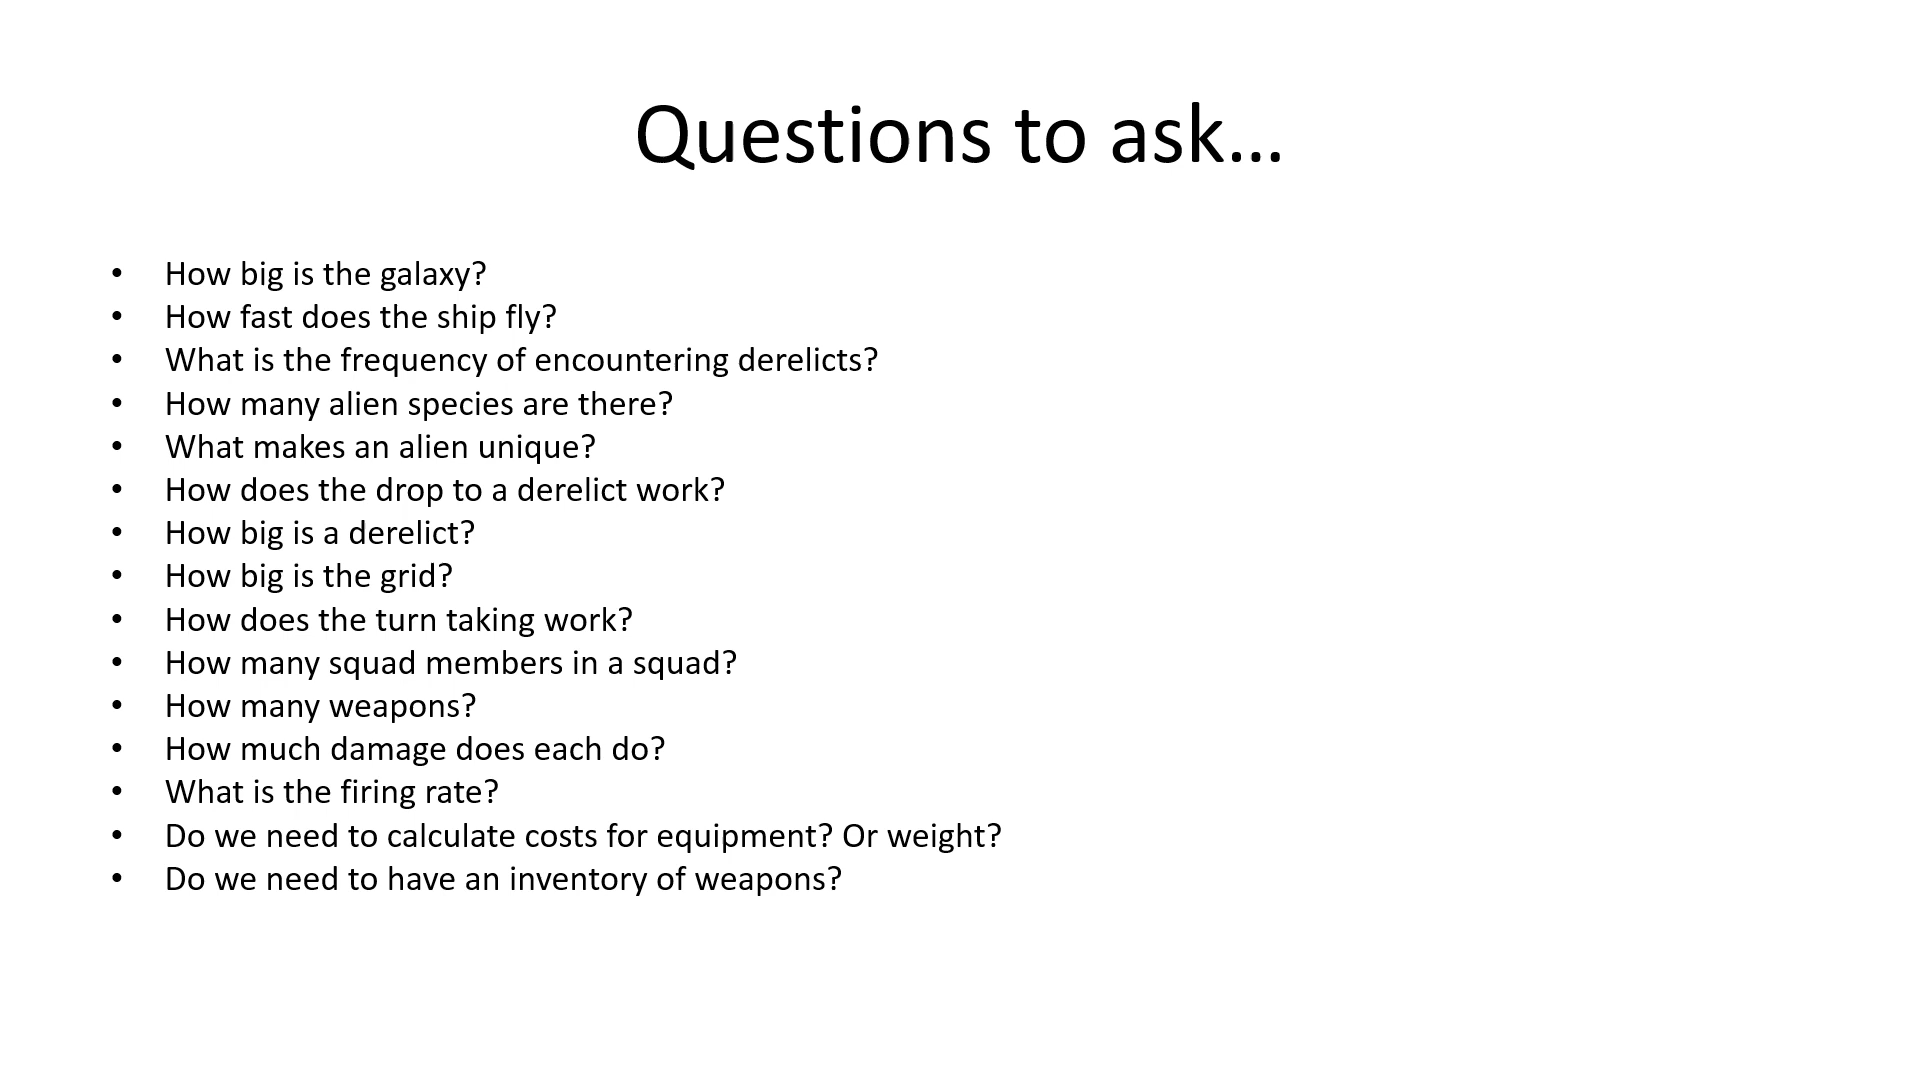 Questions to ask…
• How big is the galaxy?
• How fast does the ship fly?
• What is the frequency of encountering derelicts?
• How many alien species are there?
• What makes an alien unique?
• How does the drop to a derelict work?
• How big is a derelict?
• How big is the grid?
• How does the turn taking work?
• How many squad members in a squad?
• How many weapons?
• How much damage does each do?
• What is the firing rate?
• Do we need to calculate costs for equipment? Or weight?
• Do we need to have an inventory of weapons?